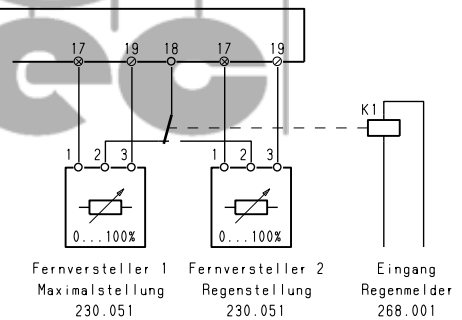 17 19 18 17 19
K1
1 2 3 1 2 3
0...100% 0...100%
Fernversteller 1 Fernversteller 2 Eingang
Maximalstellung Regenstellung Regenmelder
230.051 230.051 268.001